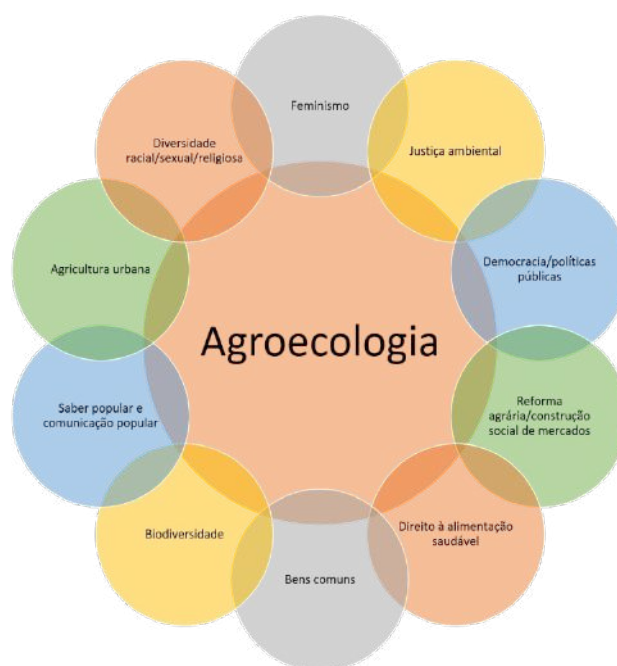 Feminismo
Justiça ambiental
Democracia/políticas
públicas
Reforma
agrária/construção
social de mercados
Direito à alimentação
saudável
Bens comuns
Biodiversidade
Saber popular e
comunicação popular
Agricultura urbana
Diversidade
racial/sexual/religiosa
Agroecologia